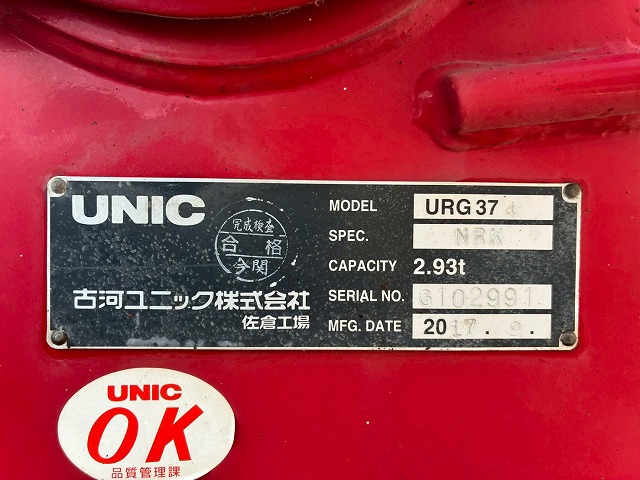 UNIC
完成検査
合格
今関
古河ユニック株式会社
佐倉工場
MODEL URG374
SPEC. NRK
CAPACITY 2.93t
SERIAL NO. G102991
MFG. DATE 2017. 9.
UNIC
OK
品質管理課